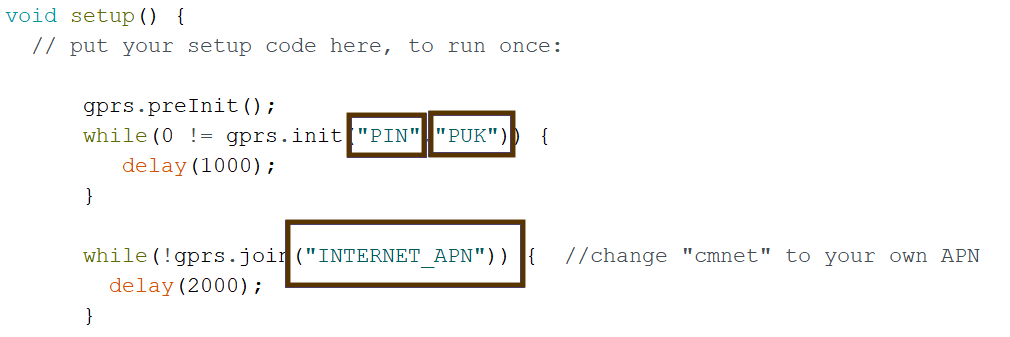 void setup() {
// put your setup code here, to run once:
gprs.preInit();
while(0 != gprs.init("PIN","PUK")) {
delay(1000);
}
while(!gprs.join("INTERNET_APN")) { //change "cmnet" to your own APN
delay(2000);
}